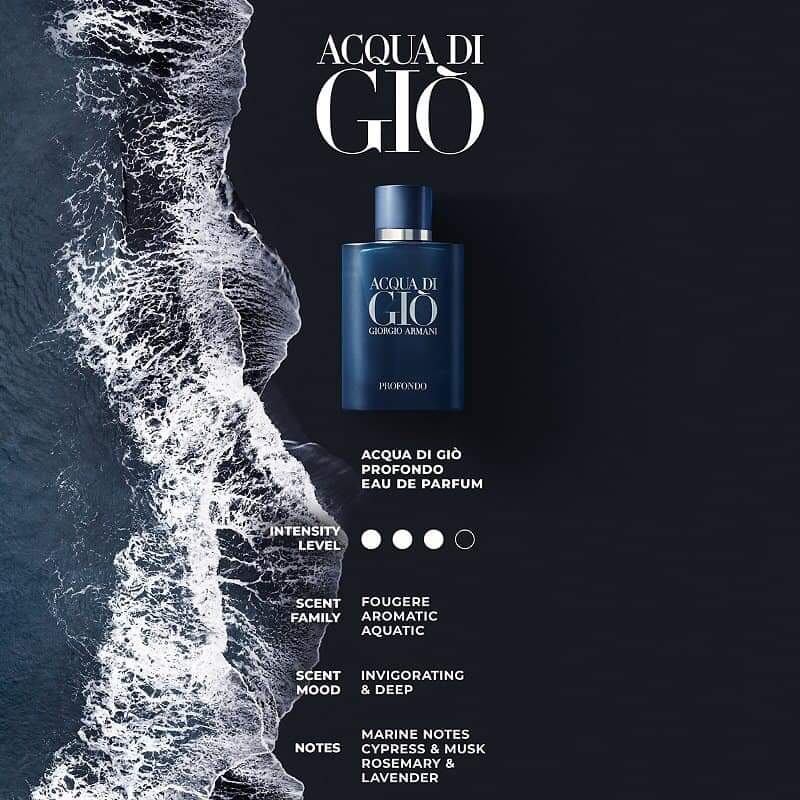 ACQUA DI
GIÒ
ACQUA DI
GIÒ
GIORGIO ARMANI
PROFONDO
ACQUA DI GIÒ
PROFONDO
EAU DE PARFUM
INTENSITY
LEVEL
SCENT
FAMILY
FOUGERE
AROMATIC
AQUATIC
SCENT
MOOD
INVIGORATING
& DEEP
NOTES
MARINE NOTES
CYPRESS & MUSK
ROSEMARY &
LAVENDER